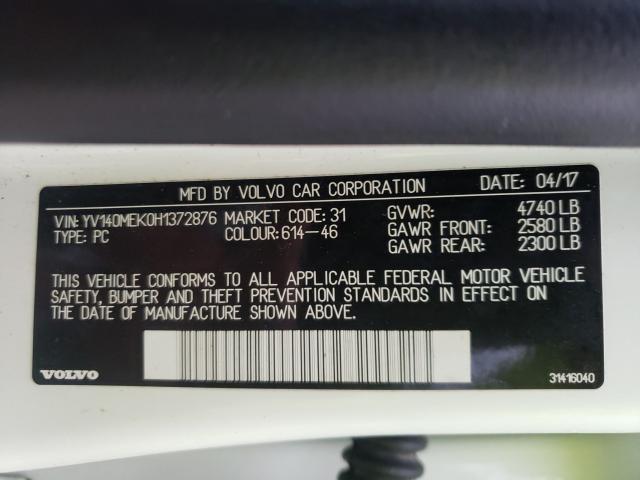 MFD BY VOLVO CAR CORPORATION DATE: 04/17
VIN: YV140MEK0H1372876 MARKET CODE: 31 GVWR: 4740 LB
TYPE: PC COLOUR: 614-46 GAWR FRONT: 2580 LB
GAWR REAR: 2300 LB
THIS VEHICLE CONFORMS TO ALL APPLICABLE FEDERAL MOTOR VEHICLE
SAFETY, BUMPER AND THEFT PREVENTION STANDARDS IN EFFECT ON
THE DATE OF MANUFACTURE SHOWN ABOVE.
VOLVO 31416040